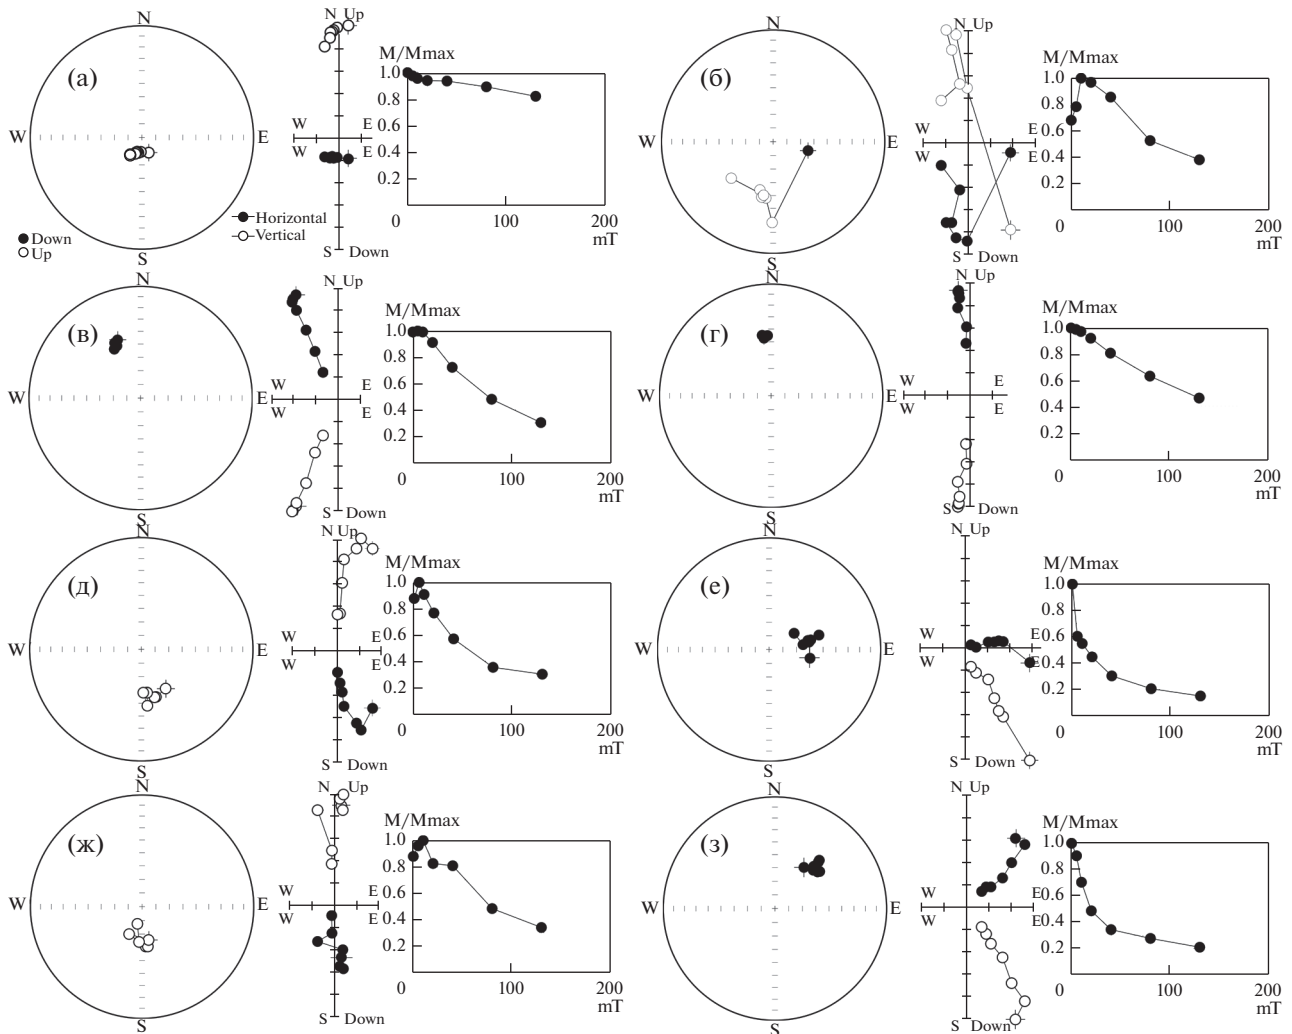 (а)
N
W
E
S
Down
Up
Horizontal
Vertical
N Up
W E
W E
S Down
M/Mmax
1.0
0.8
0.6
0.4
0.2
0 100 200
mT
(б)
N
W
E
S
N Up
W E
W E
S Down
M/Mmax
1.0
0.8
0.6
0.4
0.2
0 100 200
mT
(в)
N
W
E
S
N Up
W E
W E
S Down
M/Mmax
1.0
0.8
0.6
0.4
0.2
0 100 200
mT
(г)
N
W
E
S
N Up
W E
W E
S Down
M/Mmax
1.0
0.8
0.6
0.4
0.2
0 100 200
mT
(д)
N
W
E
S
N Up
W E
W E
S Down
M/Mmax
1.0
0.8
0.6
0.4
0.2
0 100 200
mT
(е)
N
W
E
S
N Up
W E
W E
S Down
M/Mmax
1.0
0.8
0.6
0.4
0.2
0 100 200
mT
(ж)
N
W
E
S
N Up
W E
W E
S Down
M/Mmax
1.0
0.8
0.6
0.4
0.2
0 100 200
mT
(з)
N
W
E
S
N Up
W E
W E
S Down
M/Mmax
1.0
0.8
0.6
0.4
0.2
0 100 200
mT